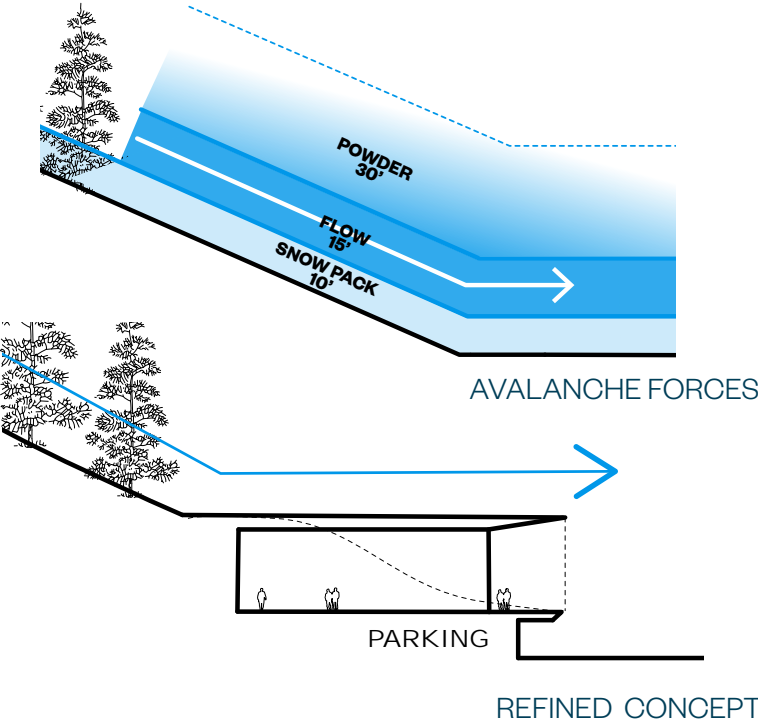 POWDER
30’
FLOW
15’
SNOW PACK
10’
AVALANCHE FORCES
PARKING
REFINED CONCEPT